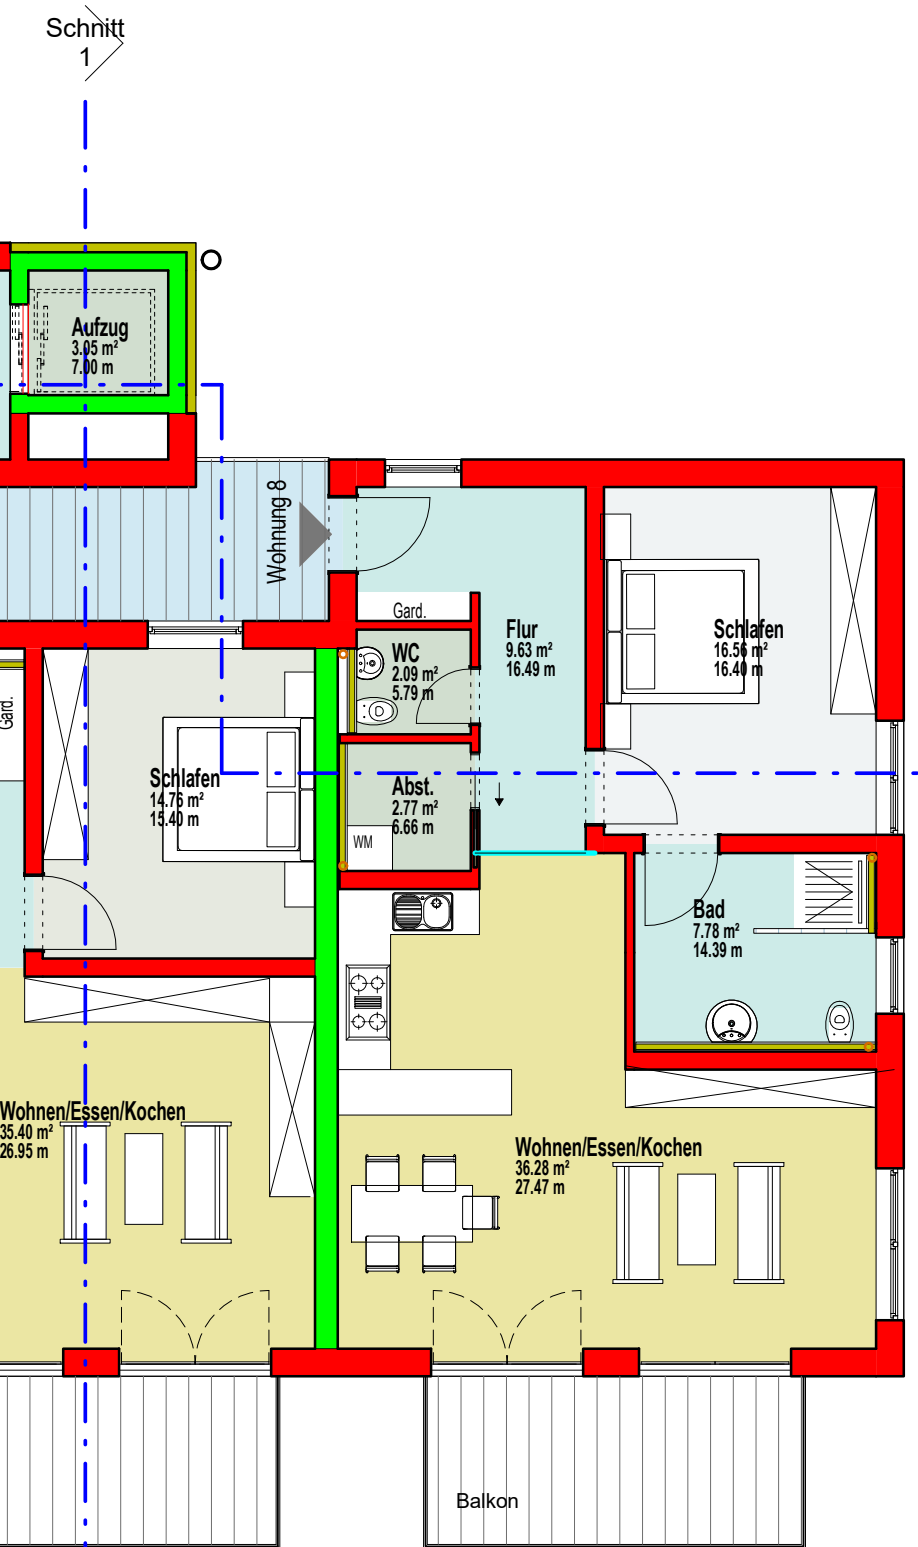 Schnitt
1
Aufzug
3.05 m²
7.00 m
Wohnung 8
Gard.
Flur
9.63 m²
16.49 m
Schlafen
16.56 m²
16.40 m
WC
2.09 m²
5.79 m
Gard.
Schlafen
14.76 m²
15.40 m
Abst.
2.77 m²
6.66 m
WM
Bad
7.78 m²
14.39 m
Wohnen/Essen/Kochen
35.40 m²
26.95 m
Wohnen/Essen/Kochen
36.28 m²
27.47 m
Balkon